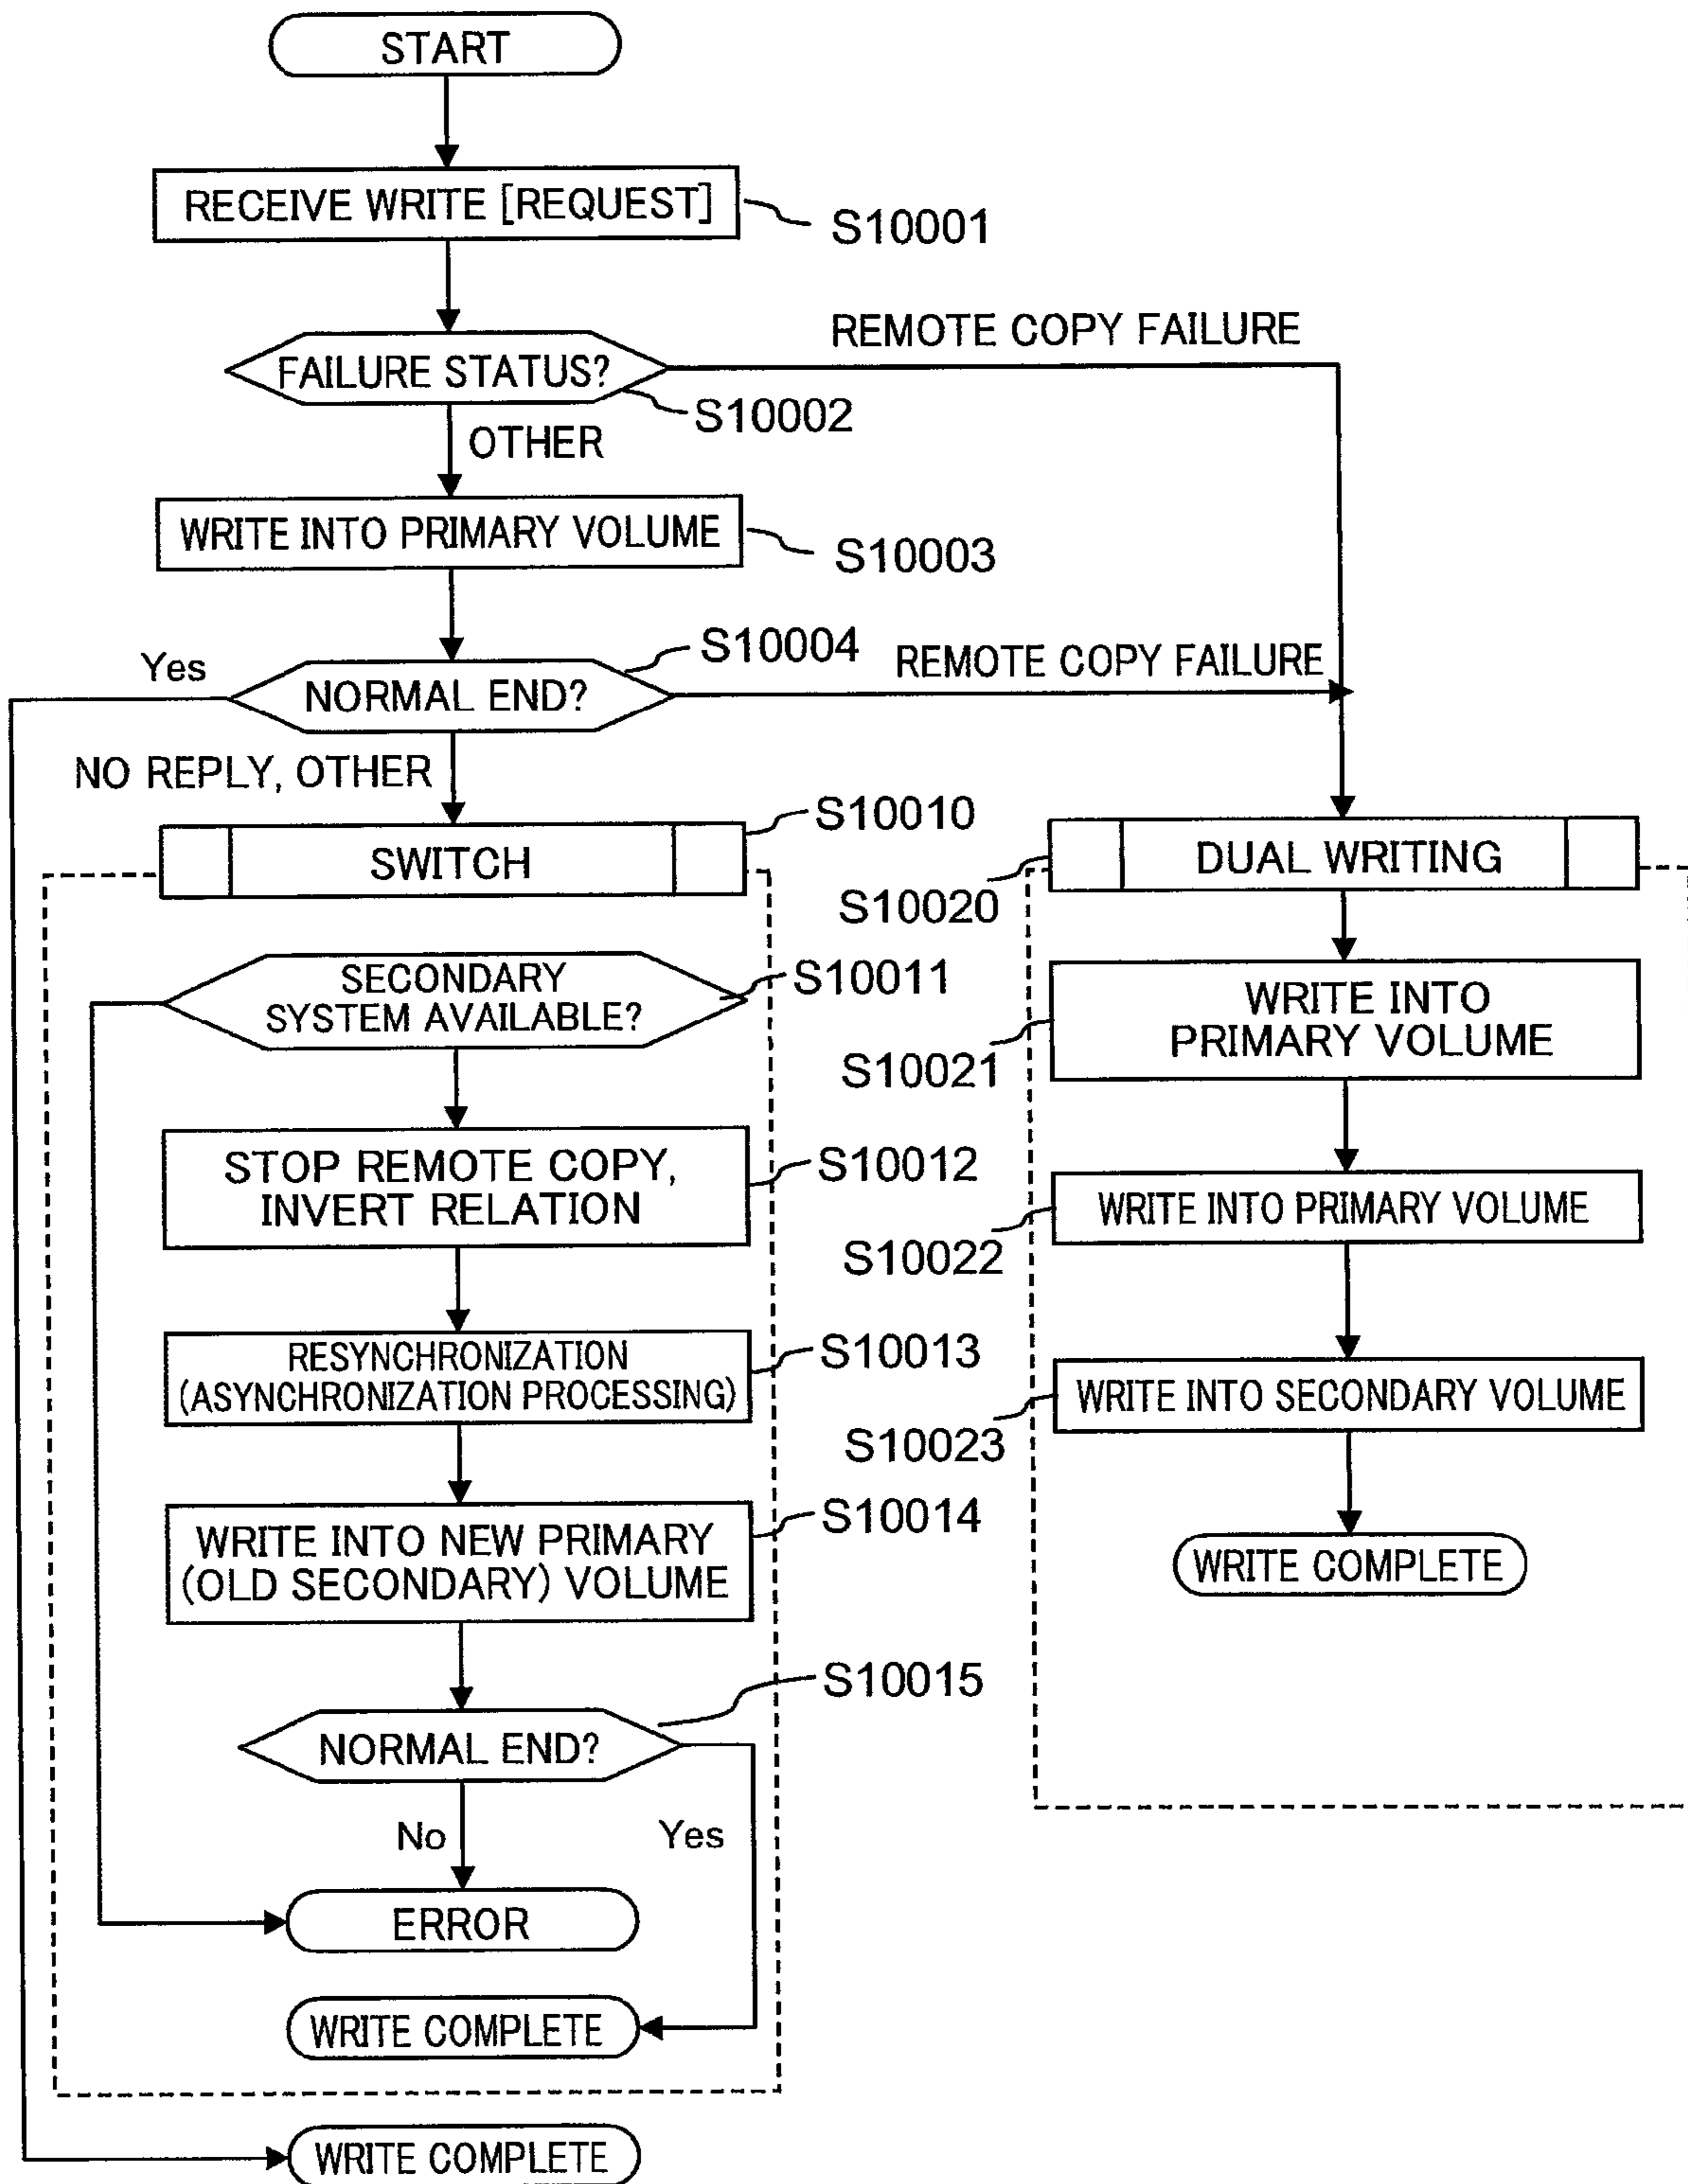 START
RECEIVE WRITE [REQUEST]
S10001
REMOTE COPY FAILURE
FAILURE STATUS?
S10002
OTHER
WRITE INTO PRIMARY VOLUME
S10003
S10004
Yes
REMOTE COPY FAILURE
NORMAL END?
NO REPLY, OTHER
S10010
SWITCH
DUAL WRITING
S10020
SECONDARY
SYSTEM AVAILABLE?
S10011
WRITE INTO
PRIMARY VOLUME
S10021
STOP REMOTE COPY,
INVERT RELATION
S10012
WRITE INTO PRIMARY VOLUME
S10022
RESYNCHRONIZATION
(ASYNCHRONIZATION PROCESSING)
S10013
WRITE INTO SECONDARY VOLUME
S10023
WRITE INTO NEW PRIMARY
(OLD SECONDARY) VOLUME
S10014
WRITE COMPLETE
S10015
NORMAL END?
No
Yes
ERROR
WRITE COMPLETE
WRITE COMPLETE